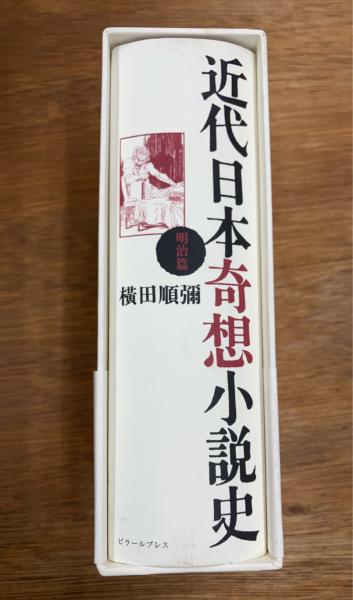 近代日本奇想小説史
明治篇
横田順彌
ピラールプレス